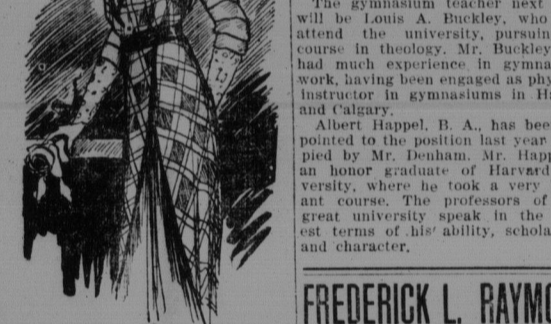 The gymnasium teacher next
will be Louis A. Buckley, who
attend the university, pursuin
course in theology. Mr. Buckley
had much experience in gymna
work, having been engaged as phy
instructor in gymnasiums in H
and Calgary.
Albert Happel, B. A., has bee
pointed to the position last year
pied by Mr. Denham. Mr. Happ
an honor graduate of Harvard
versity, where he took a very
ant course. The professors of
great university speak in the
est terms of his ability, schola
and character.
FREDERICK L. RAYMO